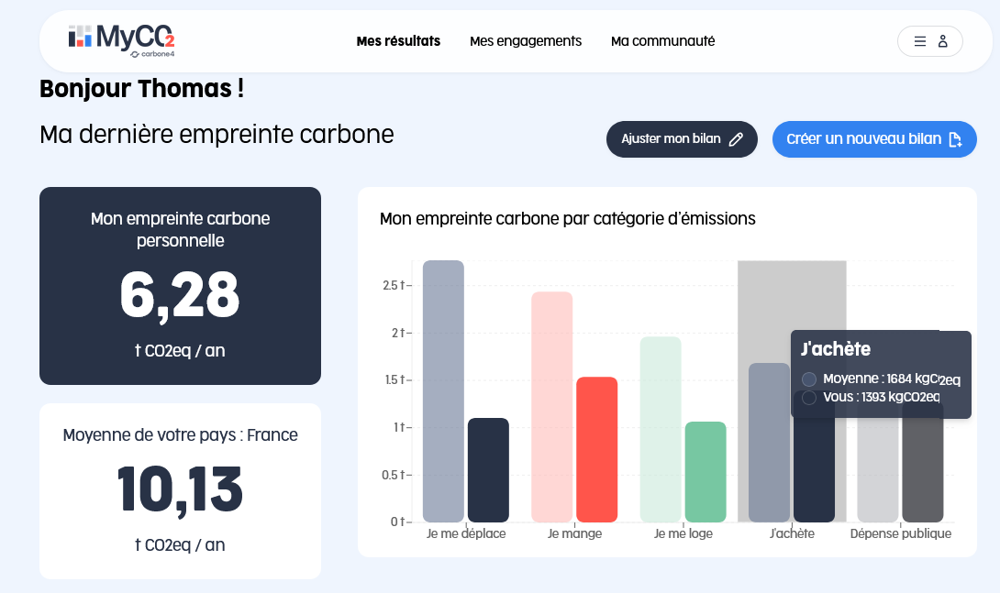 MyCO2
carbone4
Mes résultats
Mes engagements
Ma communauté
Bonjour Thomas !
Ma dernière empreinte carbone
Ajuster mon bilan
Créer un nouveau bilan
Mon empreinte carbone
personnelle
6,28
t CO2eq / an
Moyenne de votre pays : France
10,13
t CO2eq / an
Mon empreinte carbone par catégorie d'émissions
2.5 t
2 t
1.5 t
1 t
0.5 t
0 t
J'achète
Moyenne : 1684 kgCO2eq
Vous : 1393 kgCO2eq
Je me déplace
Je mange
Je me loge
J'achète
Dépense publique